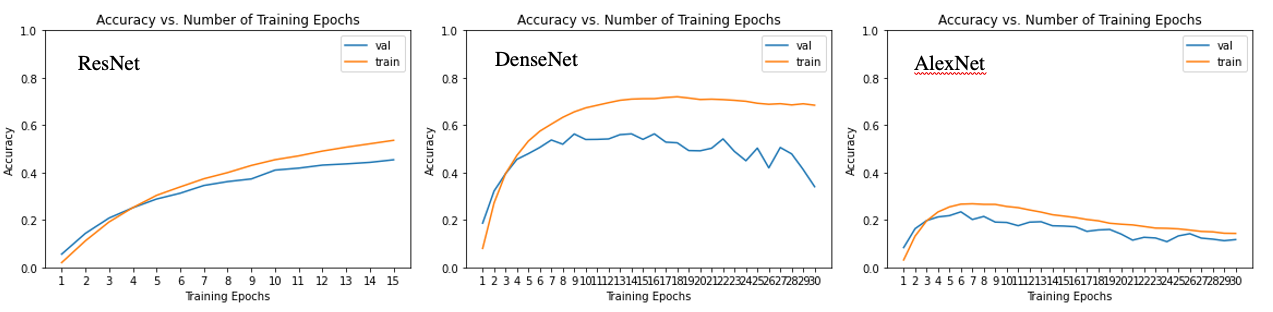 Accuracy vs. Number of Training Epochs
1.0
0.8
0.6
0.4
0.2
0.0
Accuracy
ResNet
val
train
1 2 3 4 5 6 7 8 9 10 11 12 13 14 15
Training Epochs
Accuracy vs. Number of Training Epochs
1.0
0.8
0.6
0.4
0.2
0.0
Accuracy
DenseNet
val
train
1 2 3 4 5 6 7 8 9 10 11 12 13 14 15 16 17 18 19 20 21 22 23 24 25 26 27 28 29 30
Training Epochs
Accuracy vs. Number of Training Epochs
1.0
0.8
0.6
0.4
0.2
0.0
Accuracy
AlexNet
val
train
1 2 3 4 5 6 7 8 9 10 11 12 13 14 15 16 17 18 19 20 21 22 23 24 25 26 27 28 29 30
Training Epochs